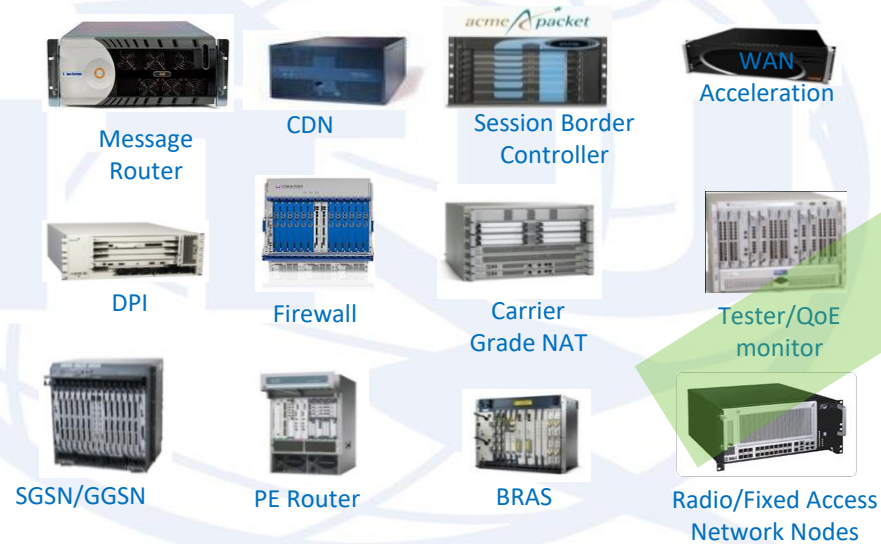 acme packet
WAN
Acceleration
CDN
Session Border
Controller
Message
Router
DPI
Firewall
Carrier
Grade NAT
Tester/QoE
monitor
SGSN/GGSN
PE Router
BRAS
Radio/Fixed Access
Network Nodes